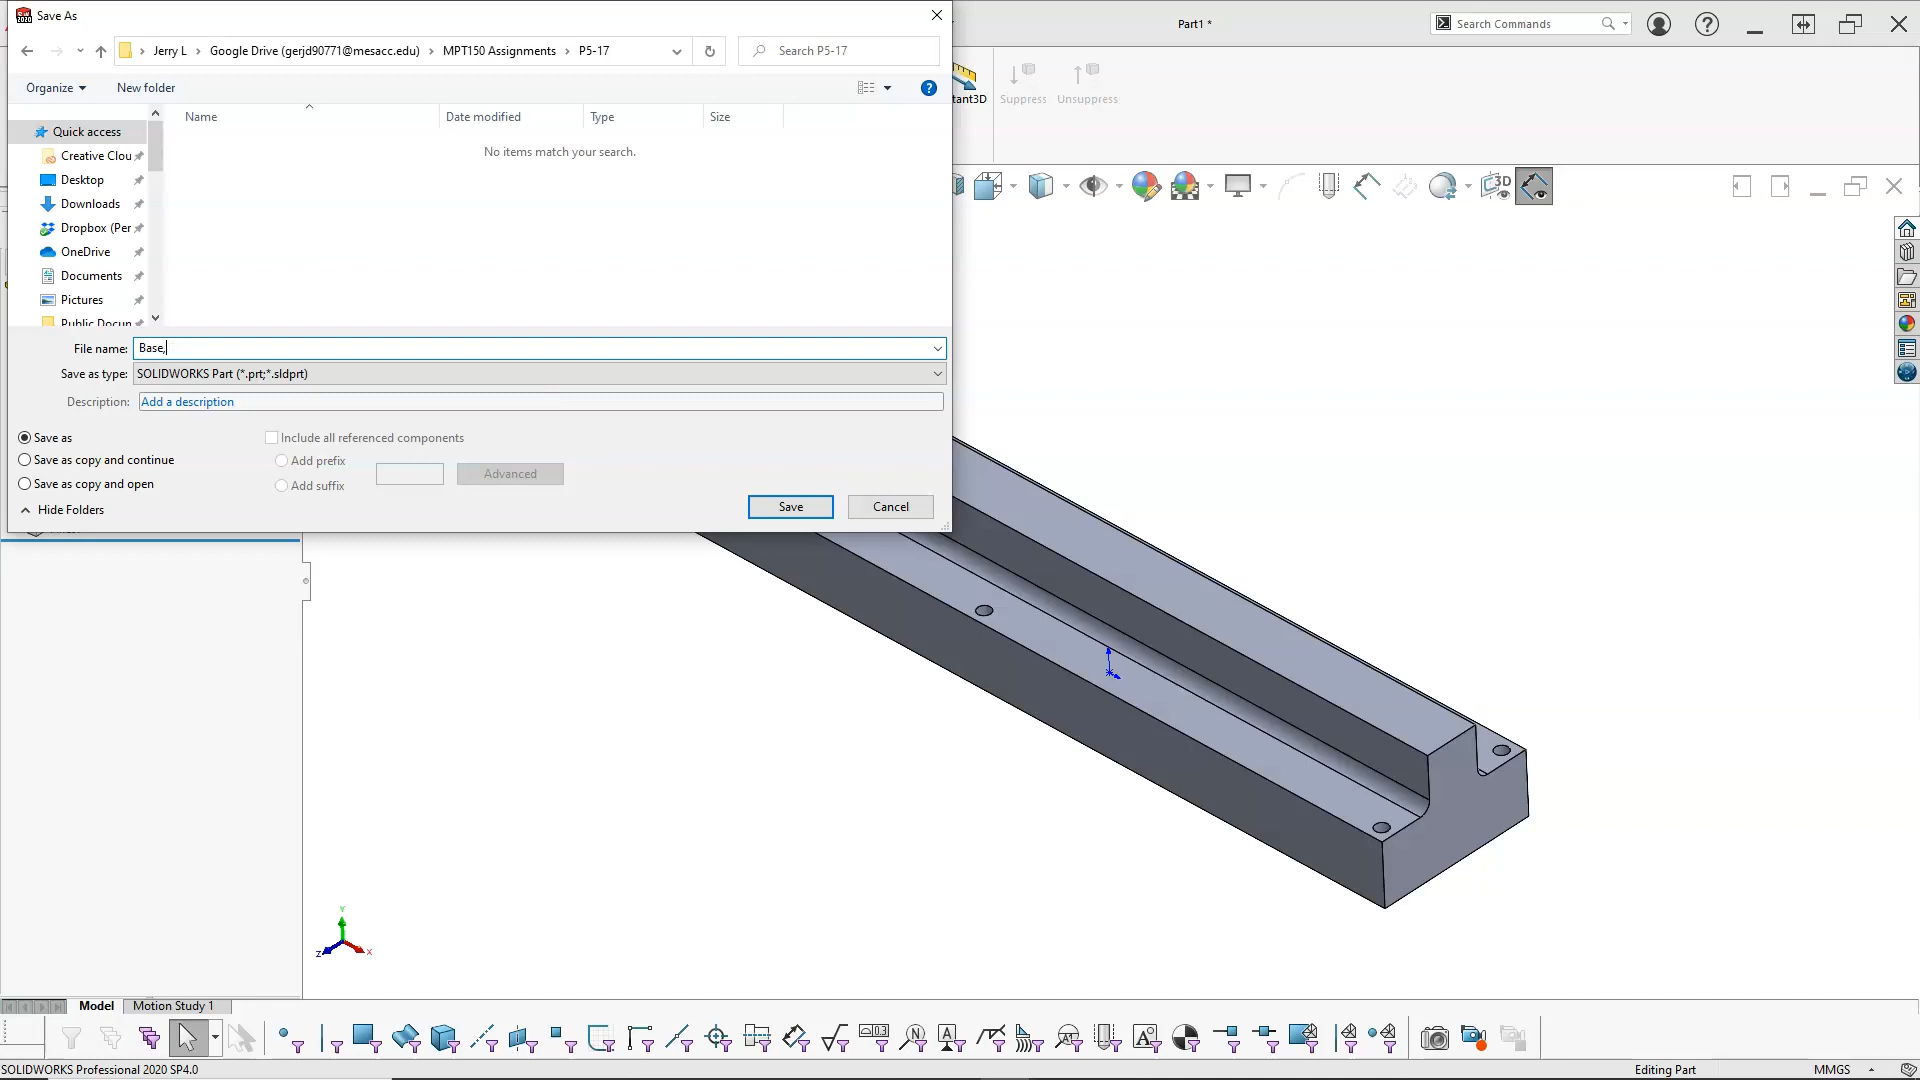 Save As
Part1 *
Search Commands
Jerry L > Google Drive (gerjd90771@mesacc.edu) > MPT150 Assignments > P5-17
Search P5-17
Organize
New folder
tant3D
Suppress
Unsuppress
Name
Date modified
Type
Size
No items match your search.
Quick access
Creative Clou
Desktop
Downloads
Dropbox (Per
OneDrive
Documents
Pictures
Public Docun
File name: Base,
Save as type: SOLIDWORKS Part (*.prt;*.sldprt)
Description: Add a description
Save as
Save as copy and continue
Save as copy and open
Include all referenced components
Add prefix
Add suffix
Advanced
Hide Folders
Save
Cancel
Y
Z
X
Model
Motion Study 1
SOLIDWORKS Professional 2020 SP4.0
Editing Part
MMGS